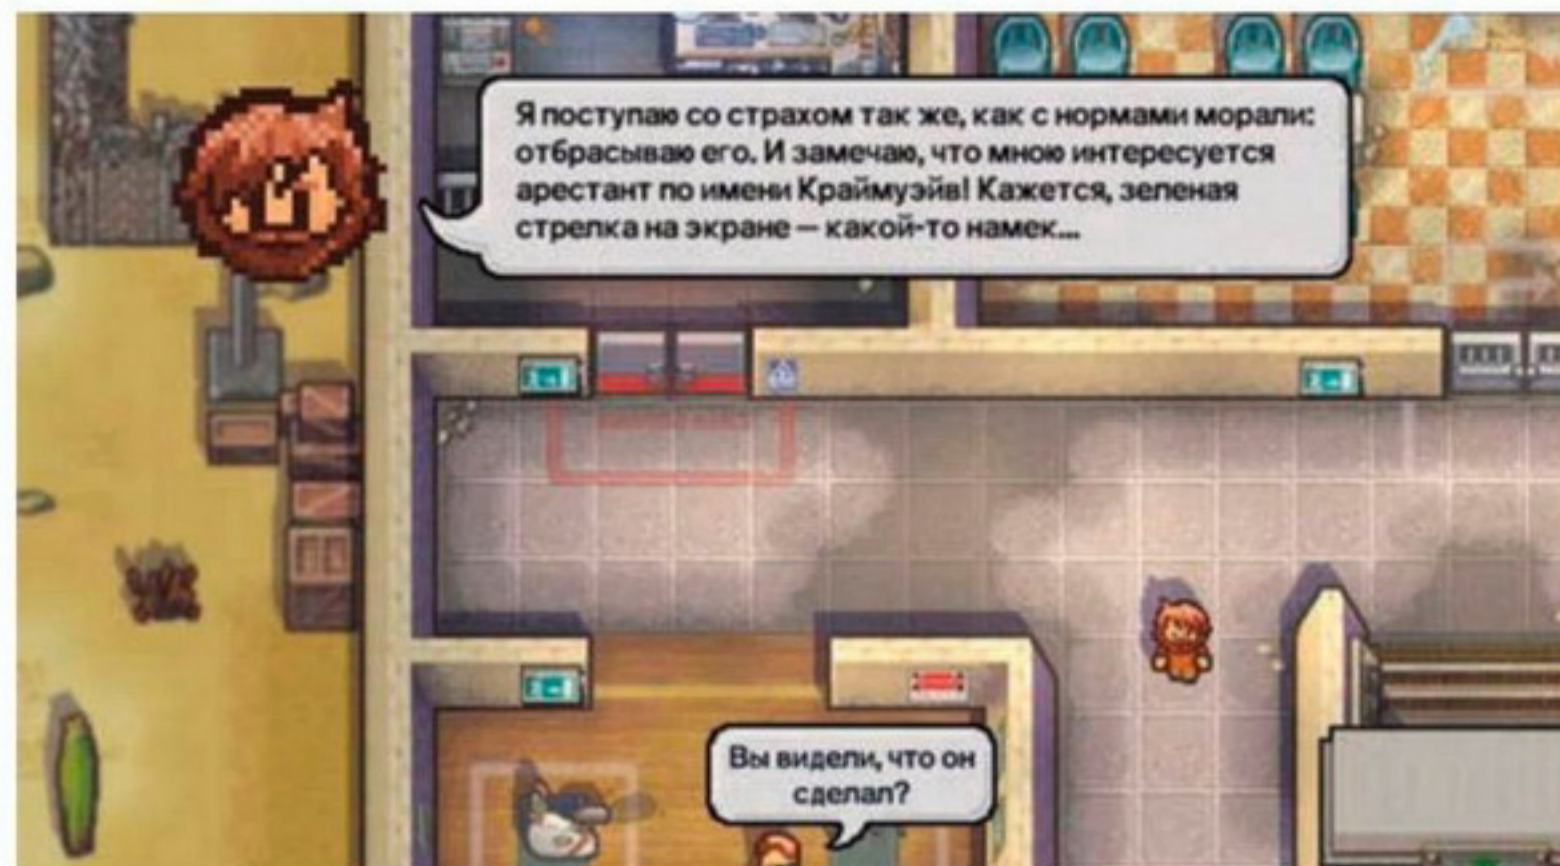 Я поступаю со страхом так же, как с нормами морали:
отбрасываю его. И замечаю, что мною интересуется
арестант по имени Краймуэйв! Кажется, зеленая
стрелка на экране — какой-то намек...
Вы видели, что он
сделал?